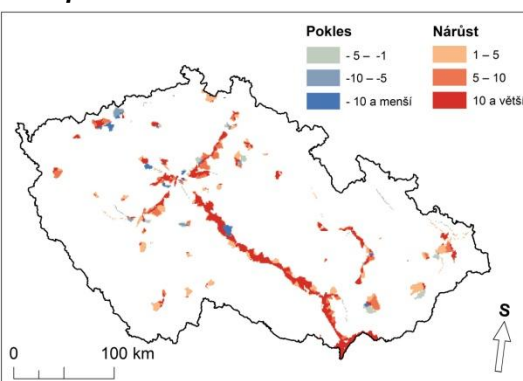 Pokles
- 5 – -1
-10 – -5
- 10 a menší
Nárůst
1 – 5
5 – 10
10 a větší
S
0 100 km